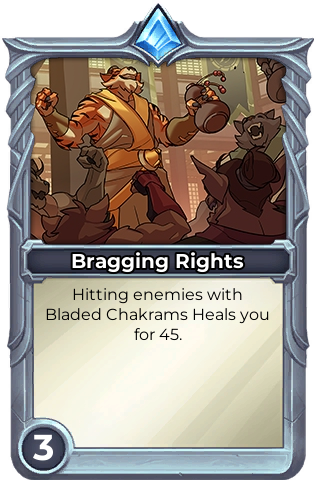 Bragging Rights
Hitting enemies with
Bladed Chakrams Heals you
for 45.
3